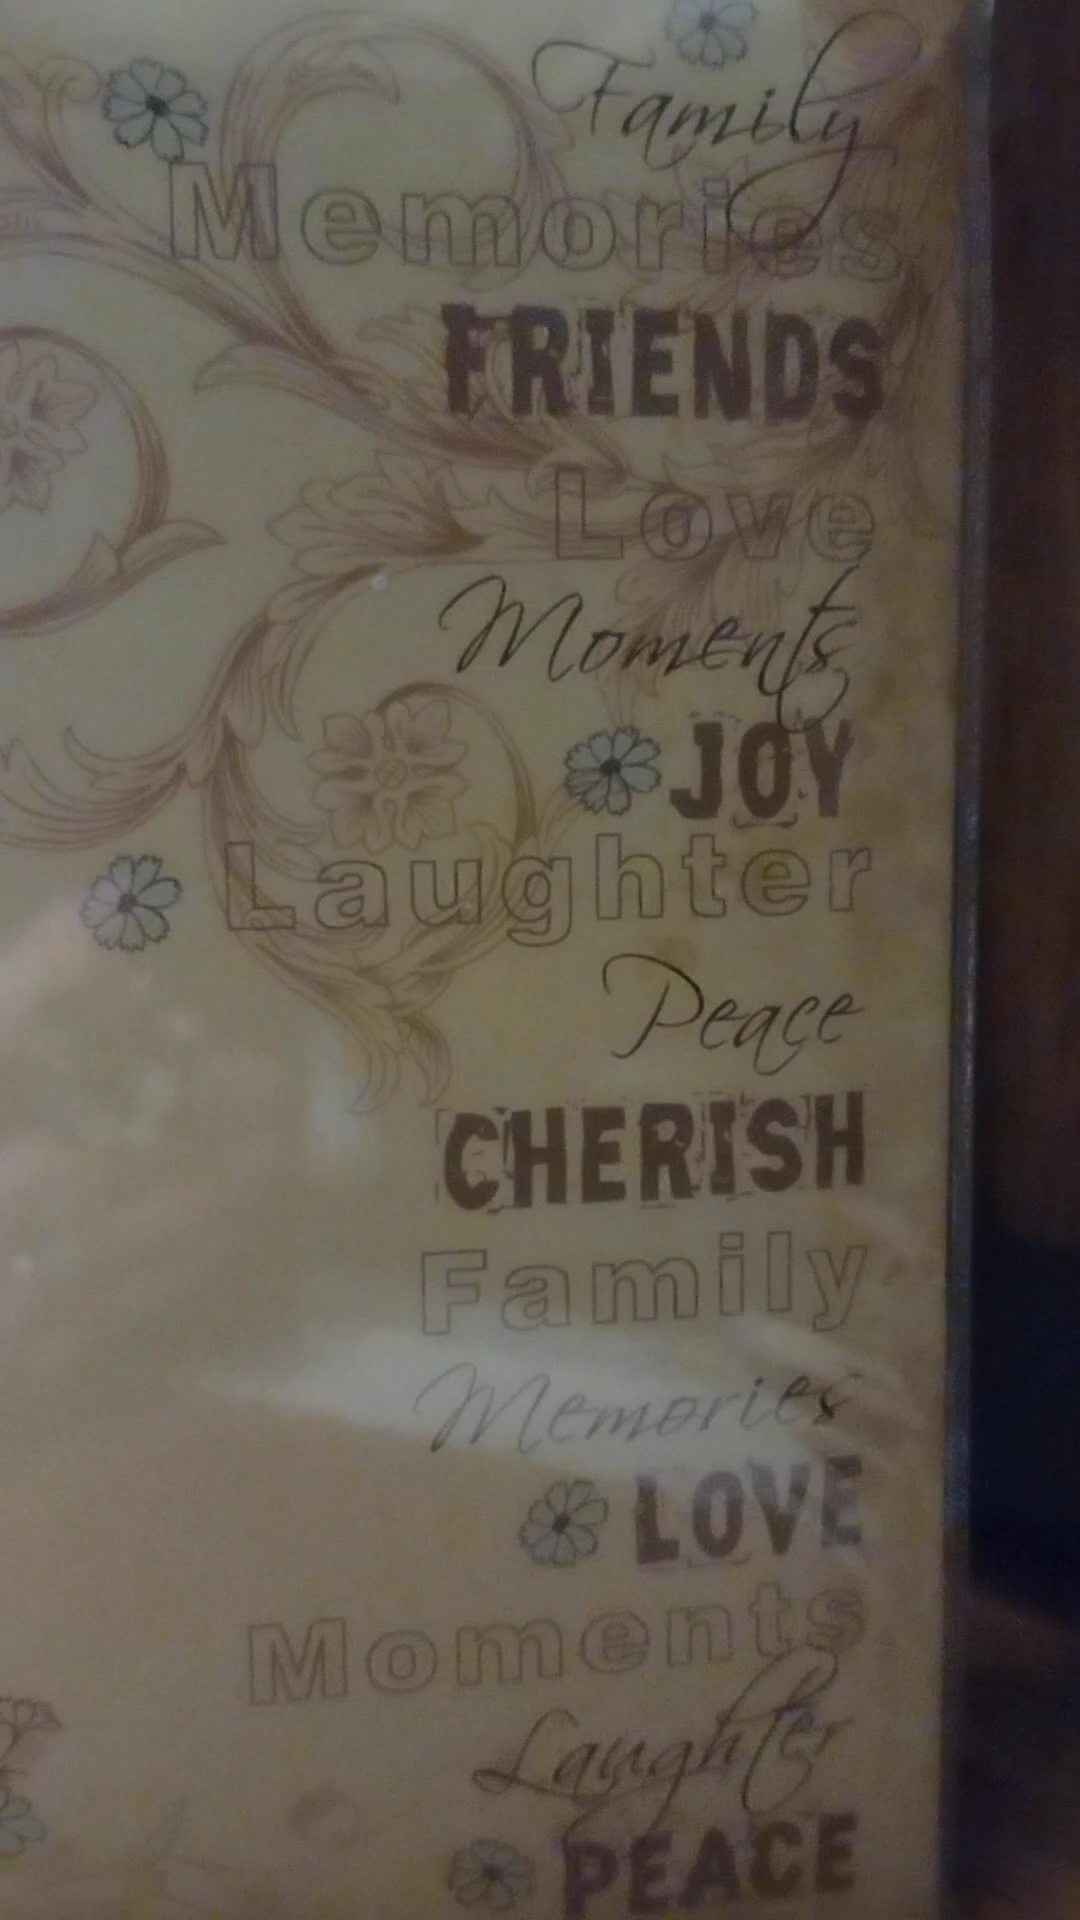 Family
Memories
FRIENDS
Love
Moments
JOY
Laughter
Peace
CHERISH
Family
Memories
LOVE
Moments
Laughter
PEACE